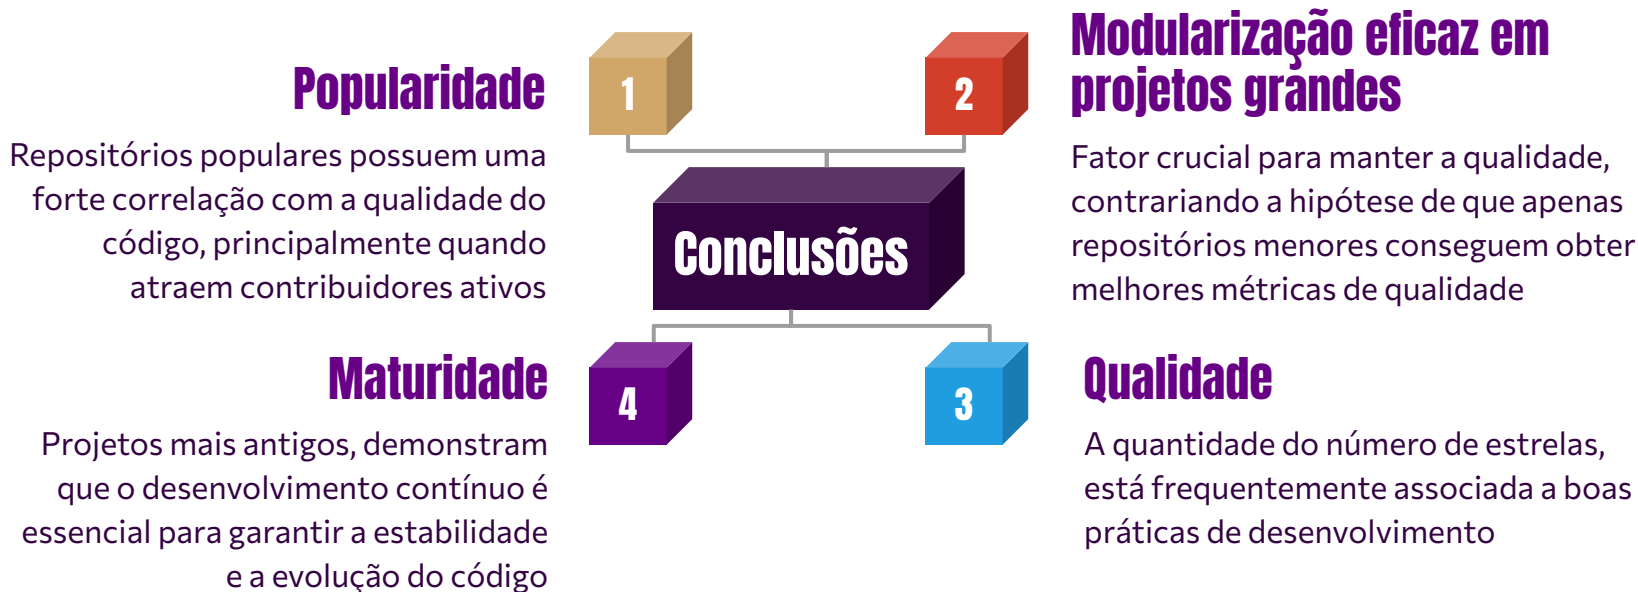 Popularidade
Repositórios populares possuem uma
forte correlação com a qualidade do
código, principalmente quando
atraem contribuidores ativos
1
2
Modularização eficaz em
projetos grandes
Fator crucial para manter a qualidade,
contrariando a hipótese de que apenas
repositórios menores conseguem obter
melhores métricas de qualidade
Conclusões
Maturidade
Projetos mais antigos, demonstram
que o desenvolvimento contínuo é
essencial para garantir a estabilidade
e a evolução do código
4
3
Qualidade
A quantidade do número de estrelas,
está frequentemente associada a boas
práticas de desenvolvimento